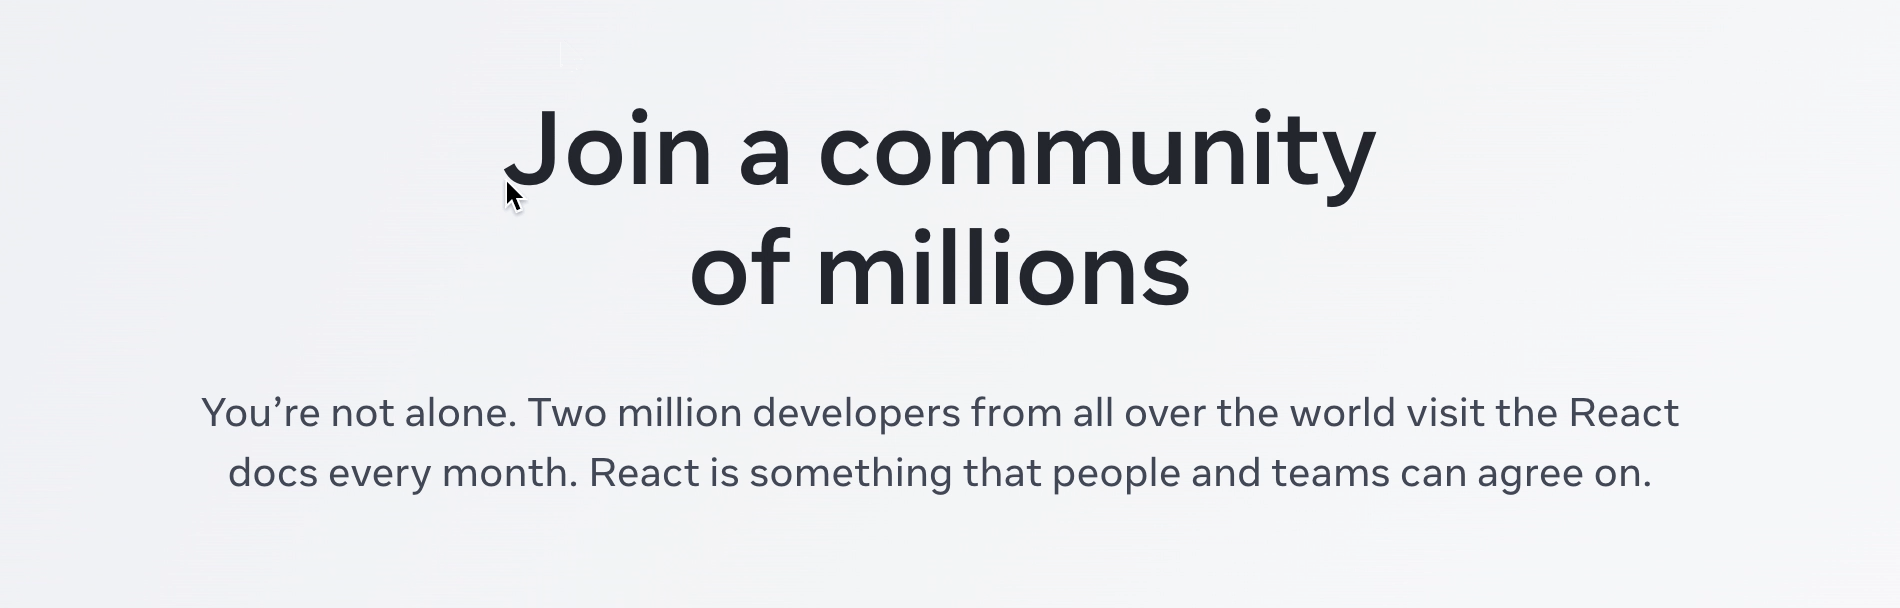 Join a community
of millions
You’re not alone. Two million developers from all over the world visit the React
docs every month. React is something that people and teams can agree on.